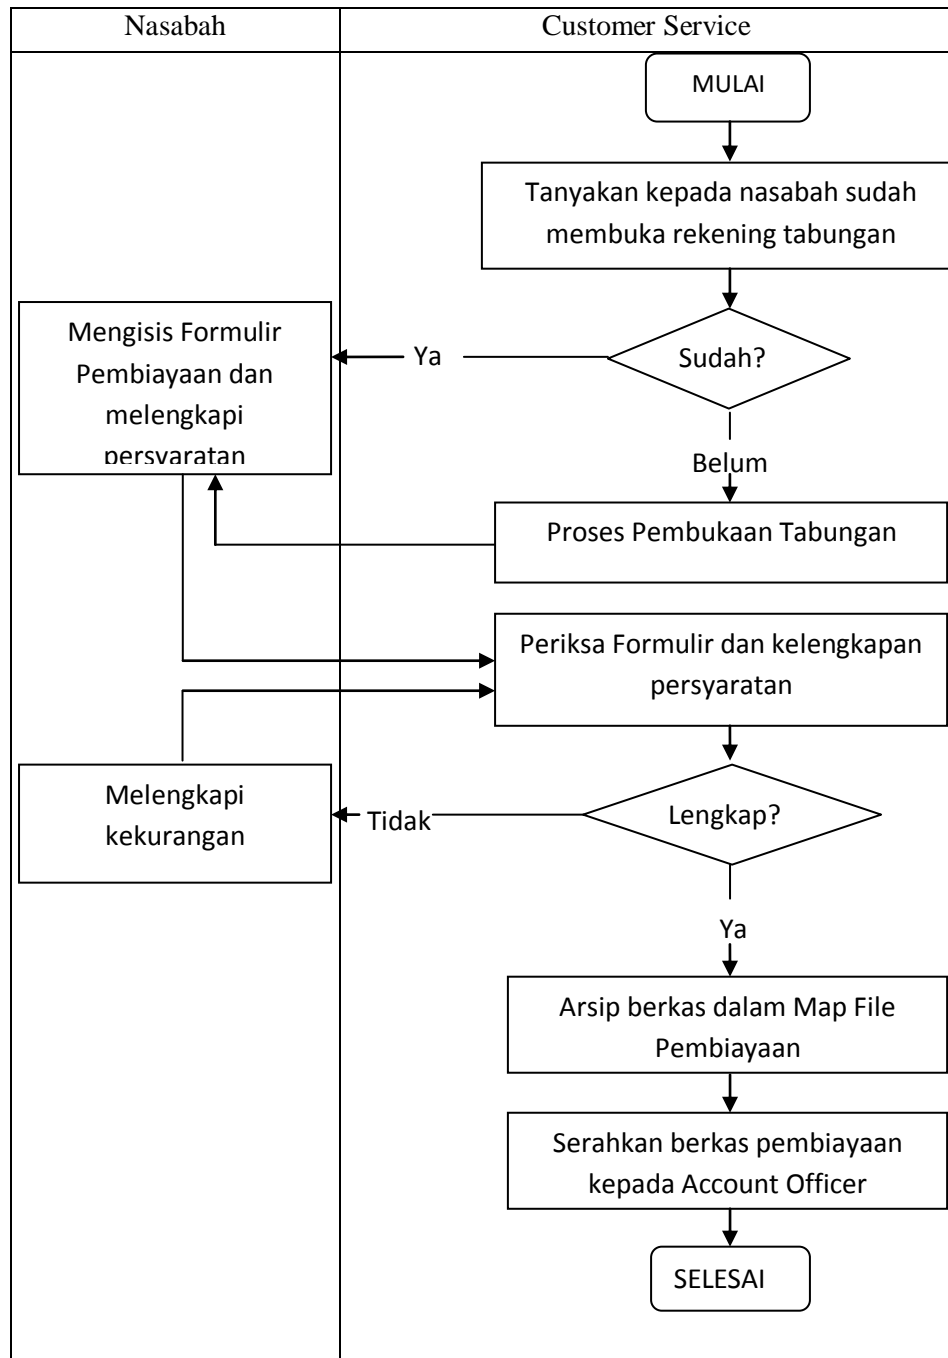 Nasabah
Customer Service
MULAI
Tanyakan kepada nasabah sudah
membuka rekening tabungan
Mengisis Formulir
Pembiayaan dan
melengkapi
persyaratan
Ya
Sudah?
Belum
Proses Pembukaan Tabungan
Periksa Formulir dan kelengkapan
persyaratan
Melengkapi
kekurangan
Tidak
Lengkap?
Ya
Arsip berkas dalam Map File
Pembiayaan
Serahkan berkas pembiayaan
kepada Account Officer
SELESAI